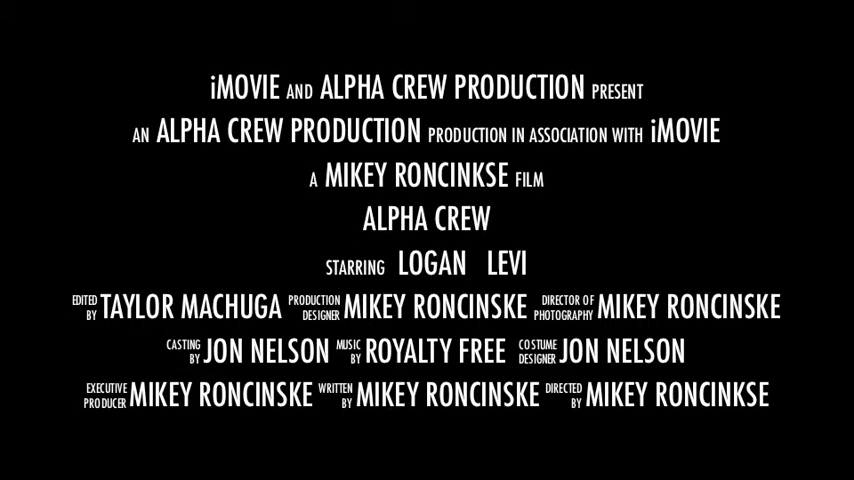 iMOVIE AND ALPHA CREW PRODUCTION PRESENT
AN ALPHA CREW PRODUCTION PRODUCTION IN ASSOCIATION WITH iMOVIE
A MIKEY RONCINKSE FILM
ALPHA CREW
STARRING LOGAN LEVI
EDITED BY TAYLOR MACHUGA PRODUCTION DESIGNER MIKEY RONCINSKE DIRECTOR OF PHOTOGRAPHY MIKEY RONCINSKE
CASTING BY JON NELSON MUSIC BY ROYALTY FREE COSTUME DESIGNER JON NELSON
EXECUTIVE PRODUCER MIKEY RONCINSKE WRITTEN BY MIKEY RONCINSKE DIRECTED BY MIKEY RONCINKSE